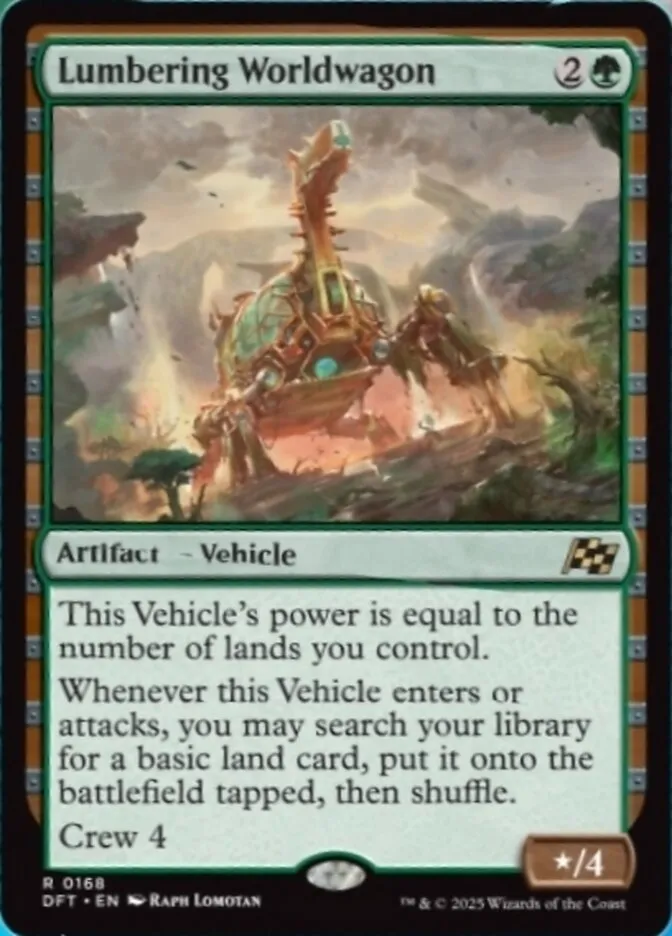 Lumbering Worldwagon
2
Artifact - Vehicle
This Vehicle's power is equal to the
number of lands you control.
Whenever this Vehicle enters or
attacks, you may search your library
for a basic land card, put it onto the
battlefield tapped, then shuffle.
Crew 4
★/4
R 0168
DFT • EN Raph Lomotan
™ & © 2025 Wizards of the Coast